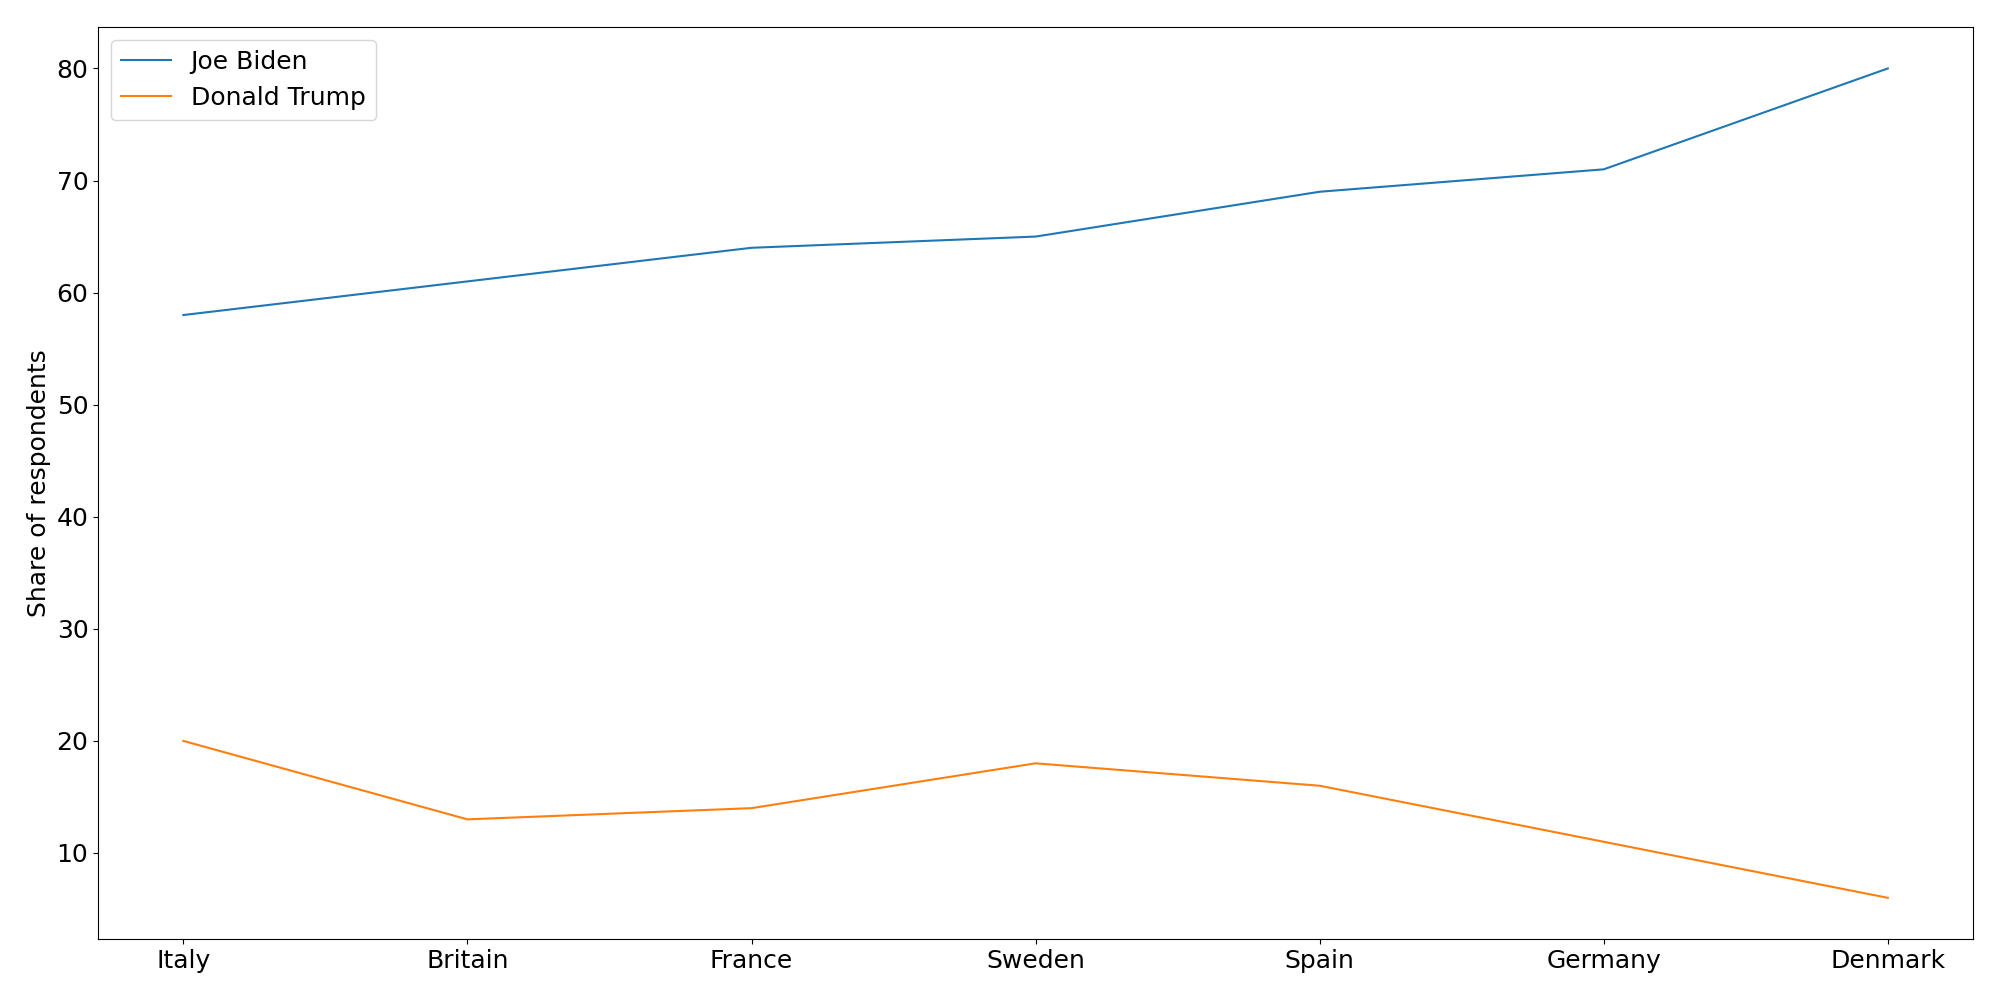 Joe Biden
Donald Trump
80
70
60
50
40
30
20
10
Share of respondents
Italy Britain France Sweden Spain Germany Denmark